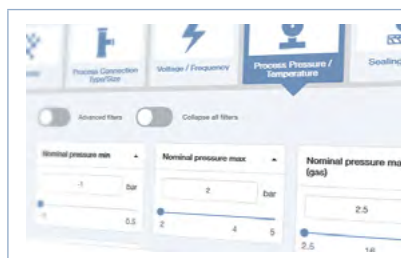 Process Connection
Type/Size
Voltage / Frequency
Process Pressure /
Temperature
Sealing
Advanced filters
Collapse all filters
Nominal pressure min
-1
bar
-1
0.5
Nominal pressure max
2
bar
2
4
5
Nominal pressure ma
(gas)
2.5
2.5
16